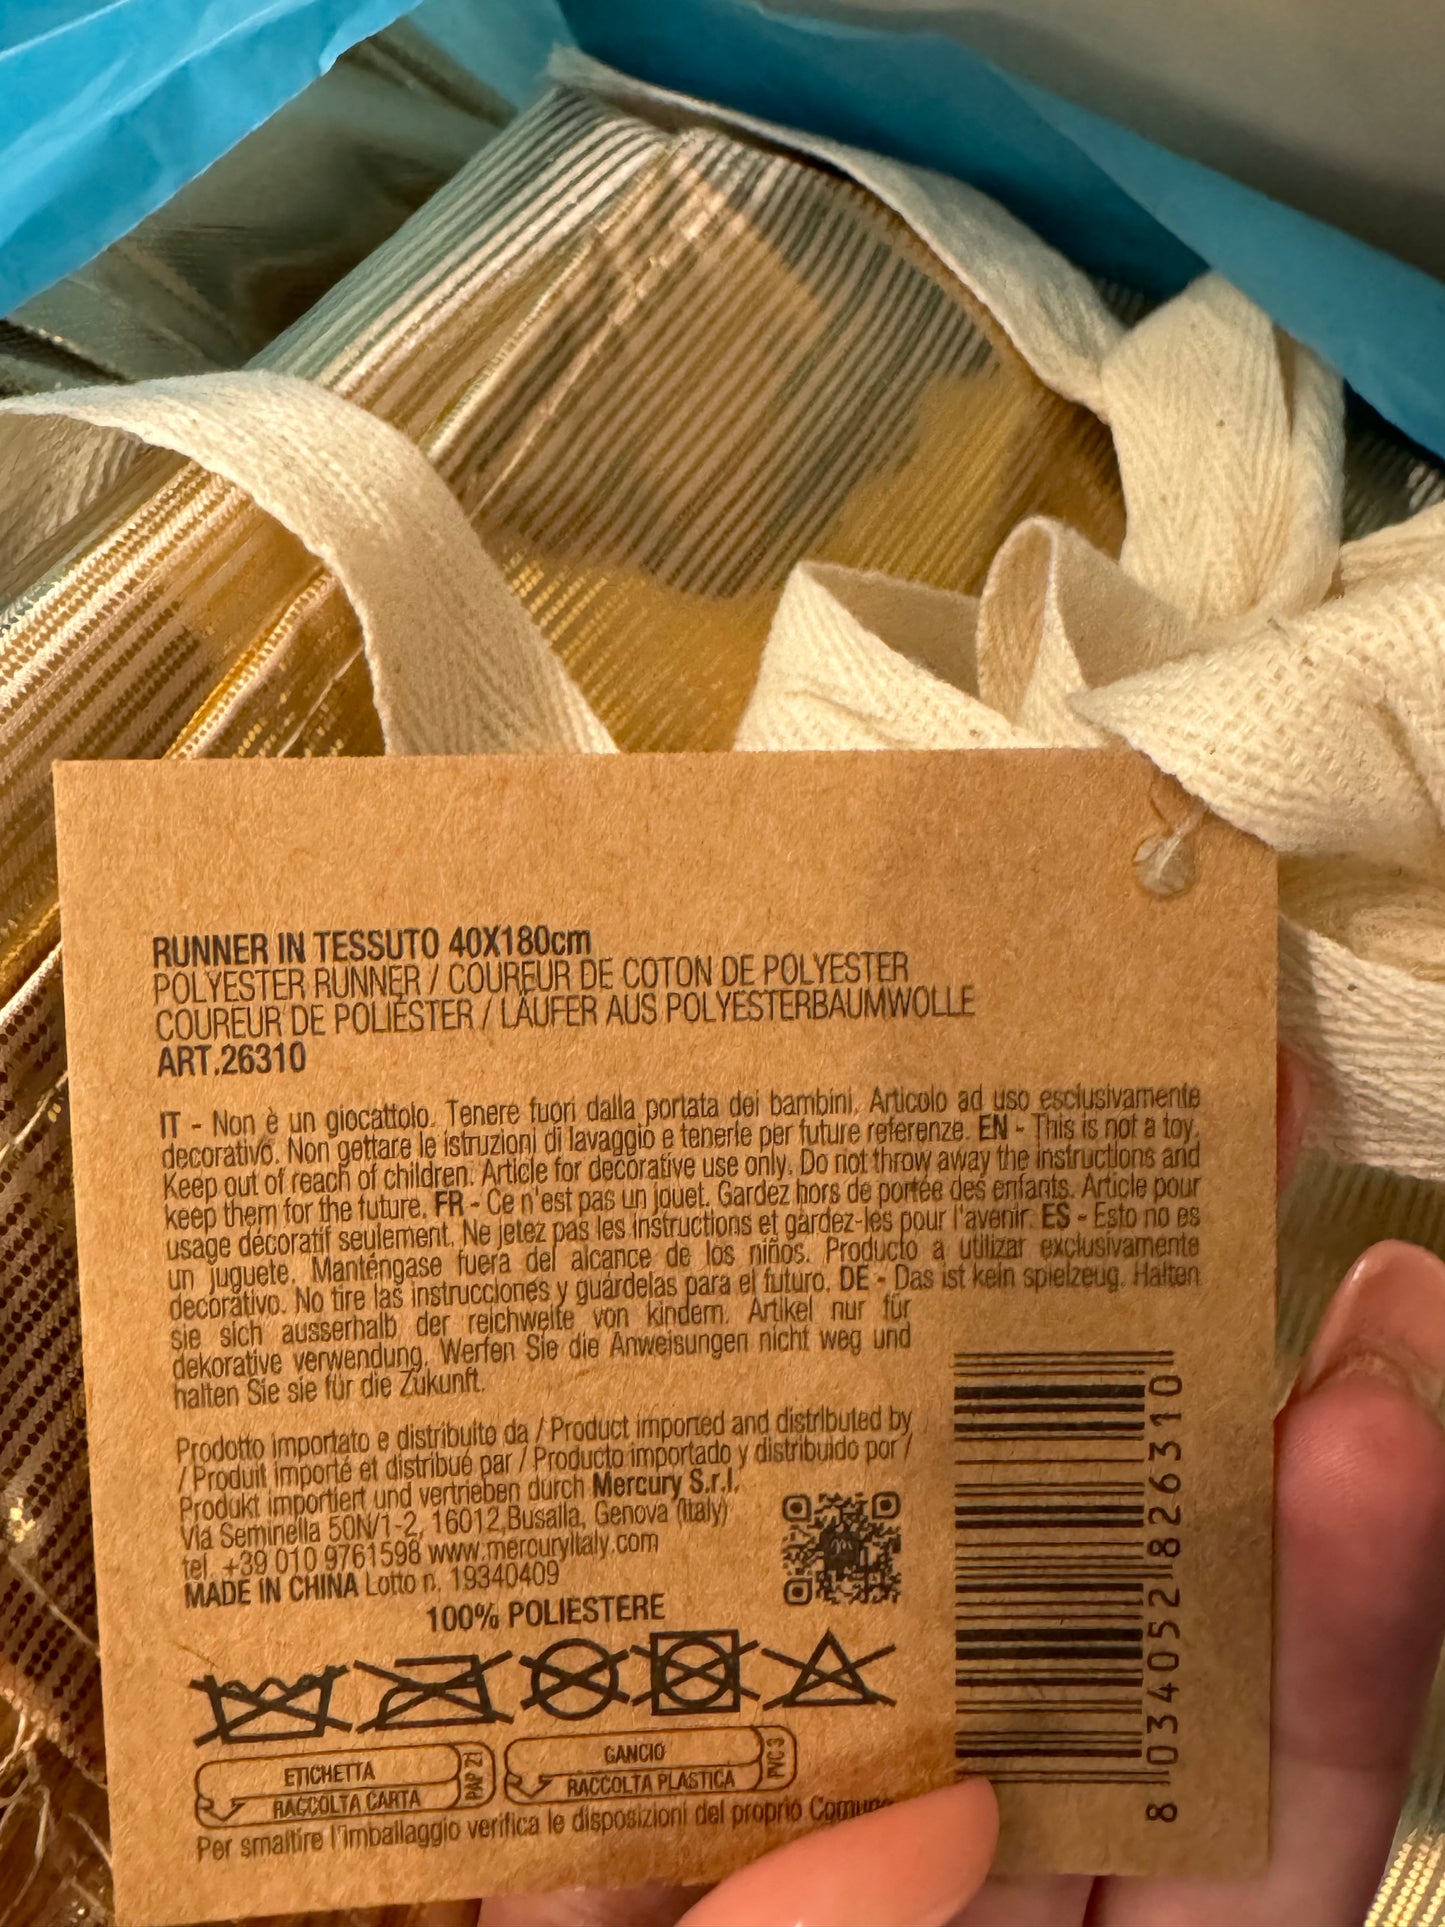 RUNNER IN TESSUTO 40X180cm
POLYESTER RUNNER / COUREUR DE COTON DE POLYESTER
COUREUR DE POLIÉSTER / LÄUFER AUS POLYESTERBAUMWOLLE
ART.26310
IT - Non è un giocattolo. Tenere fuori dalla portata dei bambini. Articolo ad uso esclusivamente
decorativo. Non gettare le istruzioni di lavaggio e tenerle per future referenze. EN - This is not a toy.
Keep out of reach of children. Article for decorative use only. Do not throw away the instructions and
keep them for the future. FR - Ce n'est pas un jouet. Gardez hors de portée des enfants. Article pour
usage décoratif seulement. Ne jetez pas les instructions et gardez-les pour l'avenir. ES - Esto no es
un juguete. Manténgase fuera del alcance de los niños. Producto a utilizar exclusivamente
decorativo. No tire las instrucciones y guárdelas para el futuro. DE - Das ist kein spielzeug. Halten
sie sich ausserhalb der reichweite von kindern. Artikel nur für
dekorative verwendung. Werfen Sie die Anweisungen nicht weg und
halten Sie sie für die Zukunft.
Prodotto importato e distribuito da / Product imported and distributed by
/ Produit importé et distribué par / Producto importado y distribuido por /
Produkt importiert und vertrieben durch Mercury S.r.l.
Via Seminella 50N/1-2, 16012,Busalla, Genova (Italy)
tel. +39 010 9761598 www.mercuryitaly.com
MADE IN CHINA Lotto n. 19340409
100% POLIESTERE
ETICHETTA
RACCOLTA CARTA
PAP 21
GANCIO
RACCOLTA PLASTICA
PVC 3
Per smaltire l'imballaggio verifica le disposizioni del proprio Comune
8 034052 826310